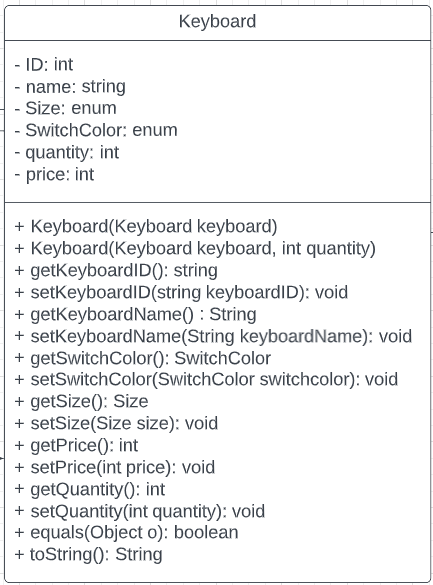 Keyboard
- ID: int
- name: string
- Size: enum
- SwitchColor: enum
- quantity: int
- price: int
+ Keyboard(Keyboard keyboard)
+ Keyboard(Keyboard keyboard, int quantity)
+ getKeyboardID(): string
+ setKeyboardID(string keyboardID): void
+ getKeyboardName() : String
+ setKeyboardName(String keyboardName): void
+ getSwitchColor(): SwitchColor
+ setSwitchColor(SwitchColor switchcolor): void
+ getSize(): Size
+ setSize(Size size): void
+ getPrice(): int
+ setPrice(int price): void
+ getQuantity(): int
+ setQuantity(int quantity): void
+ equals(Object o): boolean
+ toString(): String